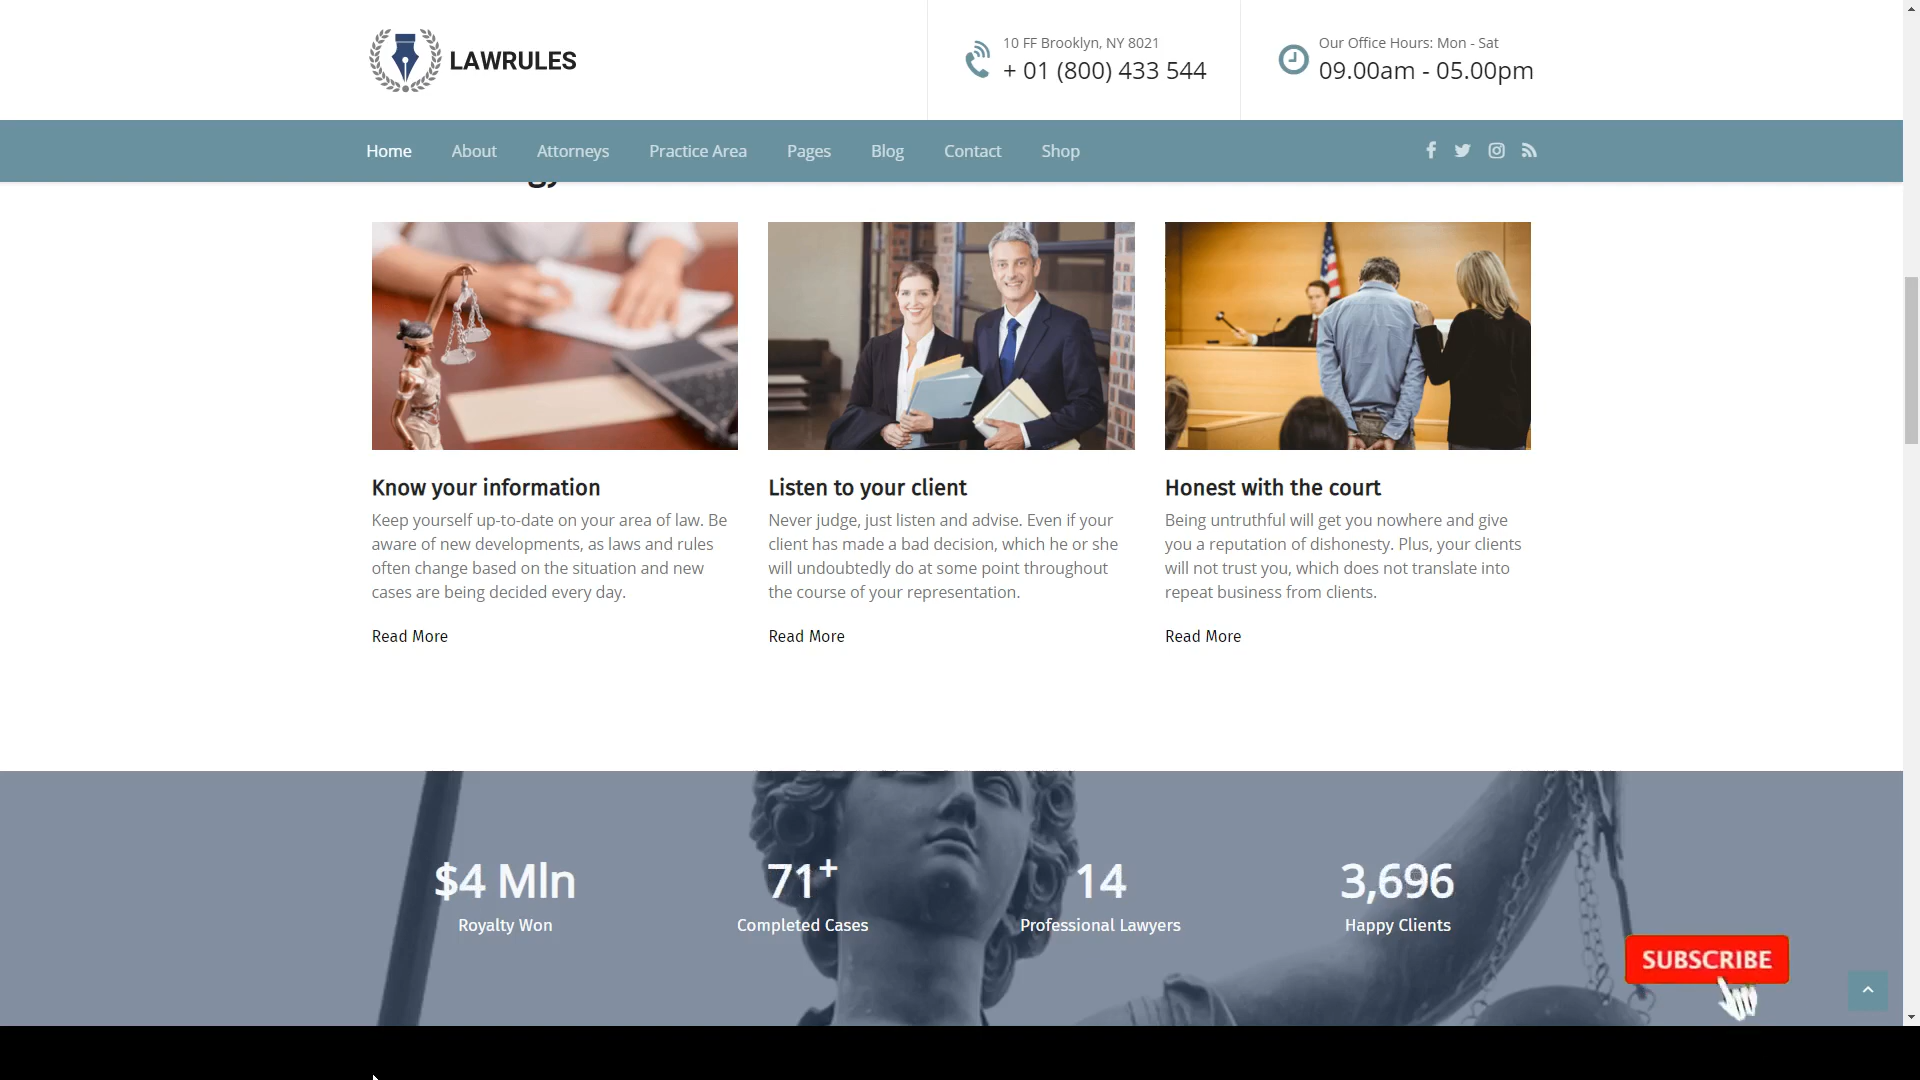 LAWRULES
10 FF Brooklyn, NY 8021
+ 01 (800) 433 544
Our Office Hours: Mon - Sat
09.00am - 05.00pm
Home About Attorneys Practice Area Pages Blog Contact Shop
Know your information
Keep yourself up-to-date on your area of law. Be
aware of new developments, as laws and rules
often change based on the situation and new
cases are being decided every day.
Read More
Listen to your client
Never judge, just listen and advise. Even if your
client has made a bad decision, which he or she
will undoubtedly do at some point throughout
the course of your representation.
Read More
Honest with the court
Being untruthful will get you nowhere and give
you a reputation of dishonesty. Plus, your clients
will not trust you, which does not translate into
repeat business from clients.
Read More
$4 Mln
Royalty Won
71+
Completed Cases
14
Professional Lawyers
3,696
Happy Clients
SUBSCRIBE